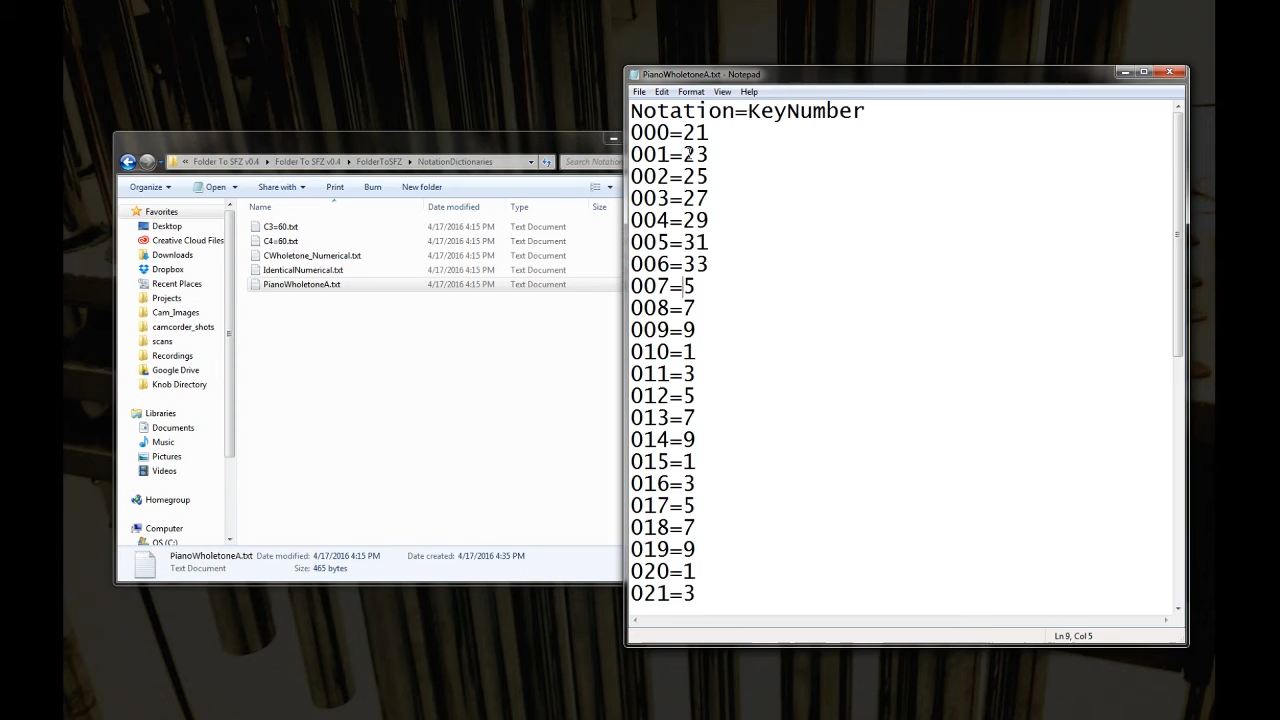 PianoWholetoneA.txt - Notepad
File Edit Format View Help
Notation=KeyNumber
000=21
001=23
002=25
003=27
004=29
005=31
006=33
007=5
008=7
009=9
010=1
011=3
012=5
013=7
014=9
015=1
016=3
017=5
018=7
019=9
020=1
021=3
Ln 9, Col 5
Folder To SFZ v0.4 Folder To SFZ v0.4 FolderToSFZ NotationDictionaries
Search Notation
Organize Open Share with Print Burn New folder
Name Date modified Type Size
C3=60.txt 4/17/2016 4:15 PM Text Document
C4=60.txt 4/17/2016 4:15 PM Text Document
CWholetone_Numerical.txt 4/17/2016 4:15 PM Text Document
IdenticalNumerical.txt 4/17/2016 4:15 PM Text Document
PianoWholetoneA.txt 4/17/2016 4:15 PM Text Document
Favorites
Desktop
Creative Cloud Files
Downloads
Dropbox
Recent Places
Projects
Cam_Images
camcorder_shots
scans
Recordings
Google Drive
Knob Directory
Libraries
Documents
Music
Pictures
Videos
Homegroup
Computer
OS (C:)
PianoWholetoneA.txt Date modified: 4/17/2016 4:15 PM Date created: 4/17/2016 4:35 PM
Text Document Size: 465 bytes